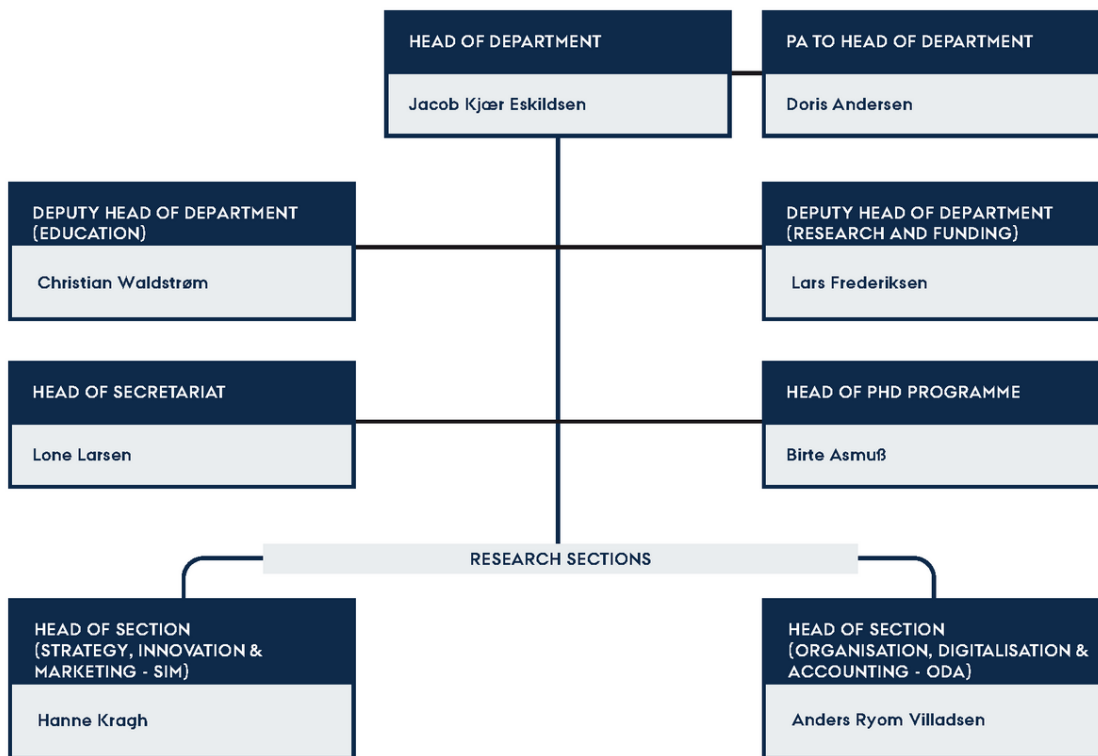 HEAD OF DEPARTMENT
Jacob Kjær Eskildsen
PA TO HEAD OF DEPARTMENT
Doris Andersen
DEPUTY HEAD OF DEPARTMENT
(EDUCATION)
Christian Waldstrøm
DEPUTY HEAD OF DEPARTMENT
(RESEARCH AND FUNDING)
Lars Frederiksen
HEAD OF SECRETARIAT
Lone Larsen
HEAD OF PHD PROGRAMME
Birte Asmuß
RESEARCH SECTIONS
HEAD OF SECTION
(STRATEGY, INNOVATION &
MARKETING - SIM)
Hanne Kragh
HEAD OF SECTION
(ORGANISATION, DIGITALISATION &
ACCOUNTING - ODA)
Anders Ryom Villadsen